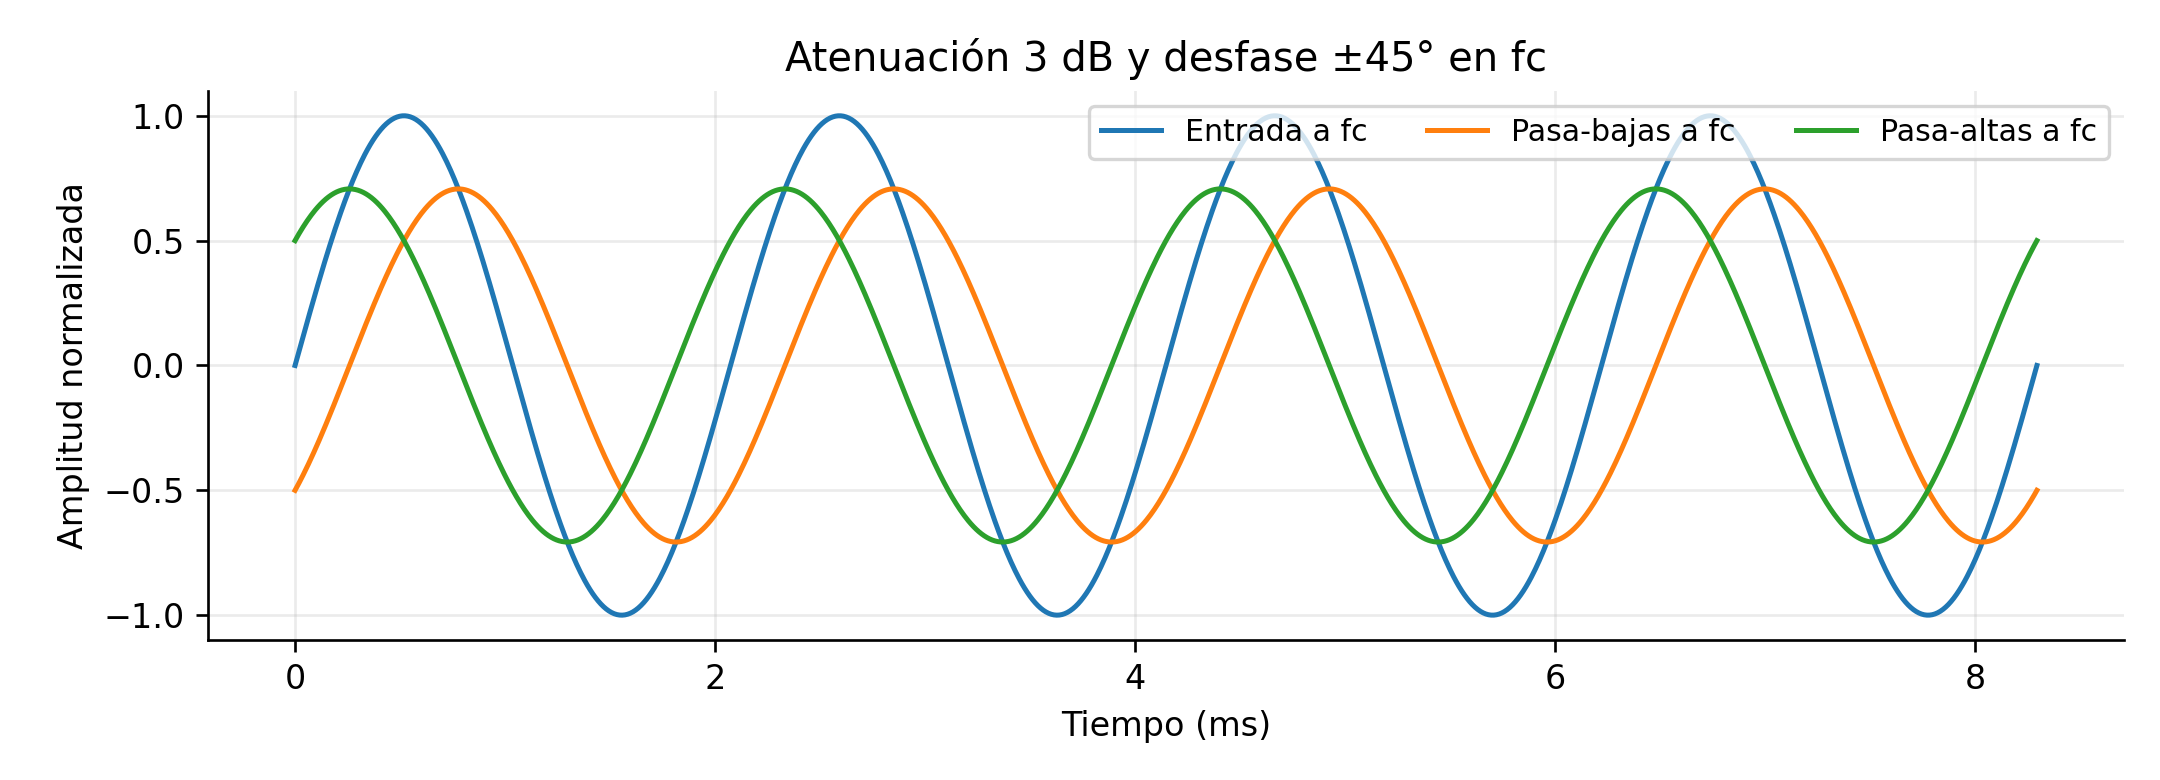 Atenuación 3 dB y desfase ±45° en fc
Entrada a fc
Pasa-bajas a fc
Pasa-altas a fc
Amplitud normalizada
1.0
0.5
0.0
−0.5
−1.0
0
2
4
6
8
Tiempo (ms)